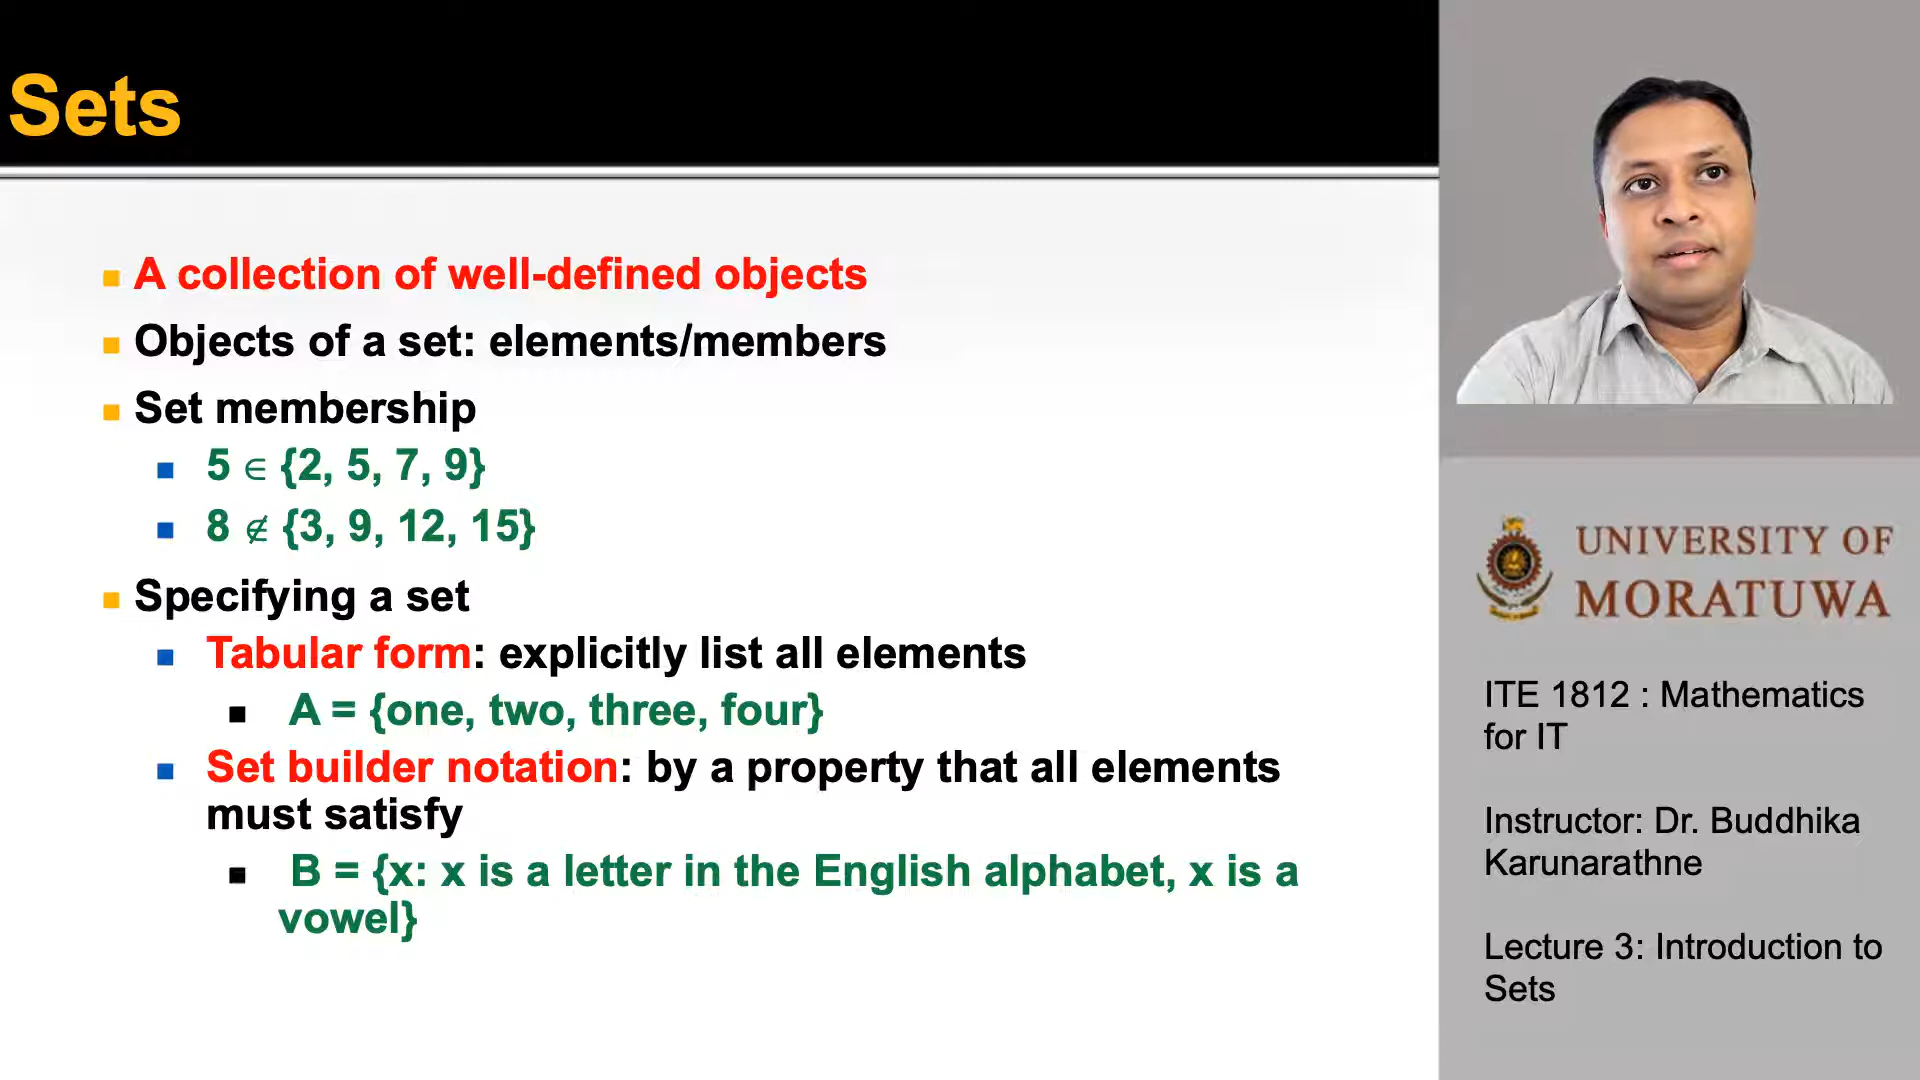 Sets
A collection of well-defined objects
Objects of a set: elements/members
Set membership
5 ∈ {2, 5, 7, 9}
8 ∉ {3, 9, 12, 15}
Specifying a set
Tabular form: explicitly list all elements
A = {one, two, three, four}
Set builder notation: by a property that all elements
must satisfy
B = {x: x is a letter in the English alphabet, x is a
vowel}
UNIVERSITY OF
MORATUWA
ITE 1812 : Mathematics
for IT
Instructor: Dr. Buddhika
Karunarathne
Lecture 3: Introduction to
Sets